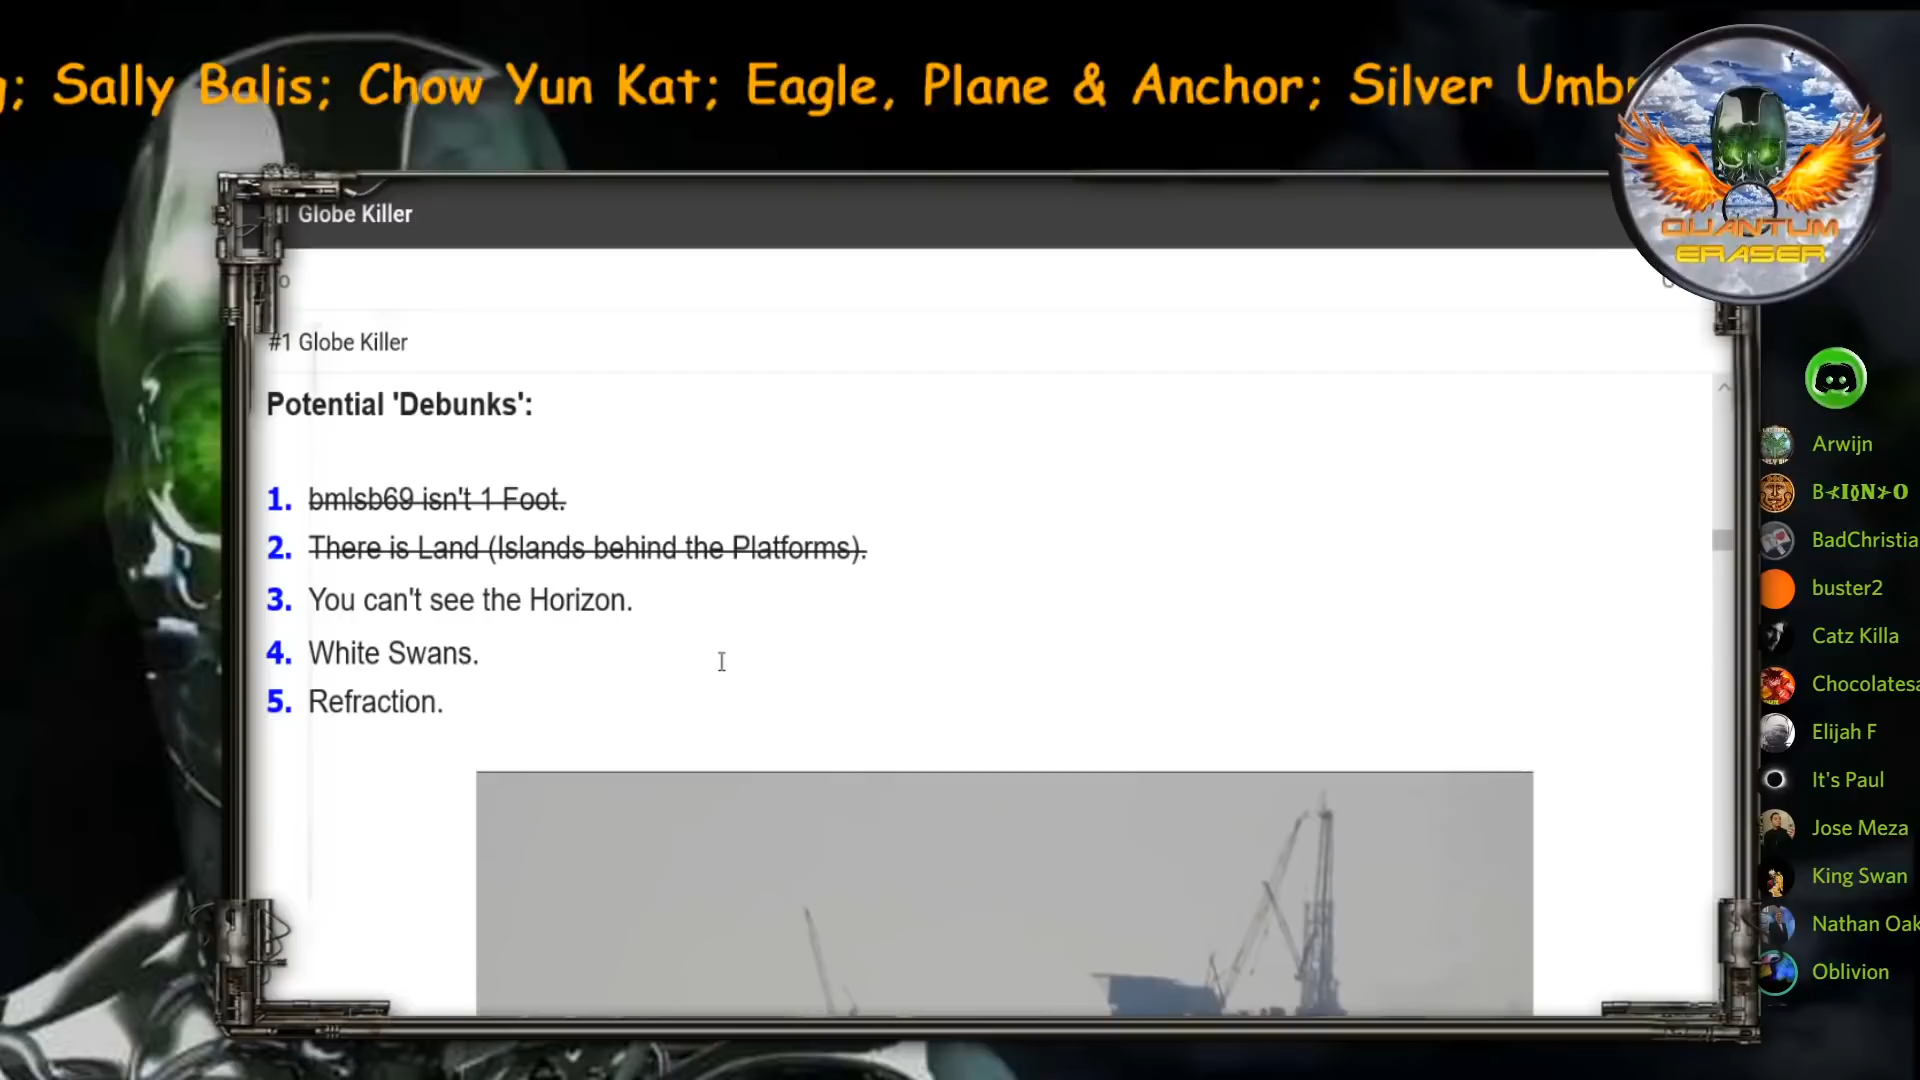 g; Sally Balis; Chow Yun Kat; Eagle, Plane & Anchor; Silver Umb
QUANTUM
ERASER
Globe Killer
#1 Globe Killer
Potential 'Debunks':
1. bmlsb69 isn't 1 Foot.
2. There is Land (Islands behind the Platforms).
3. You can't see the Horizon.
4. White Swans.
5. Refraction.
Arwijn
BadChristia
buster2
Catz Killa
Chocolatesa
Elijah F
It's Paul
Jose Meza
King Swan
Nathan Oak
Oblivion